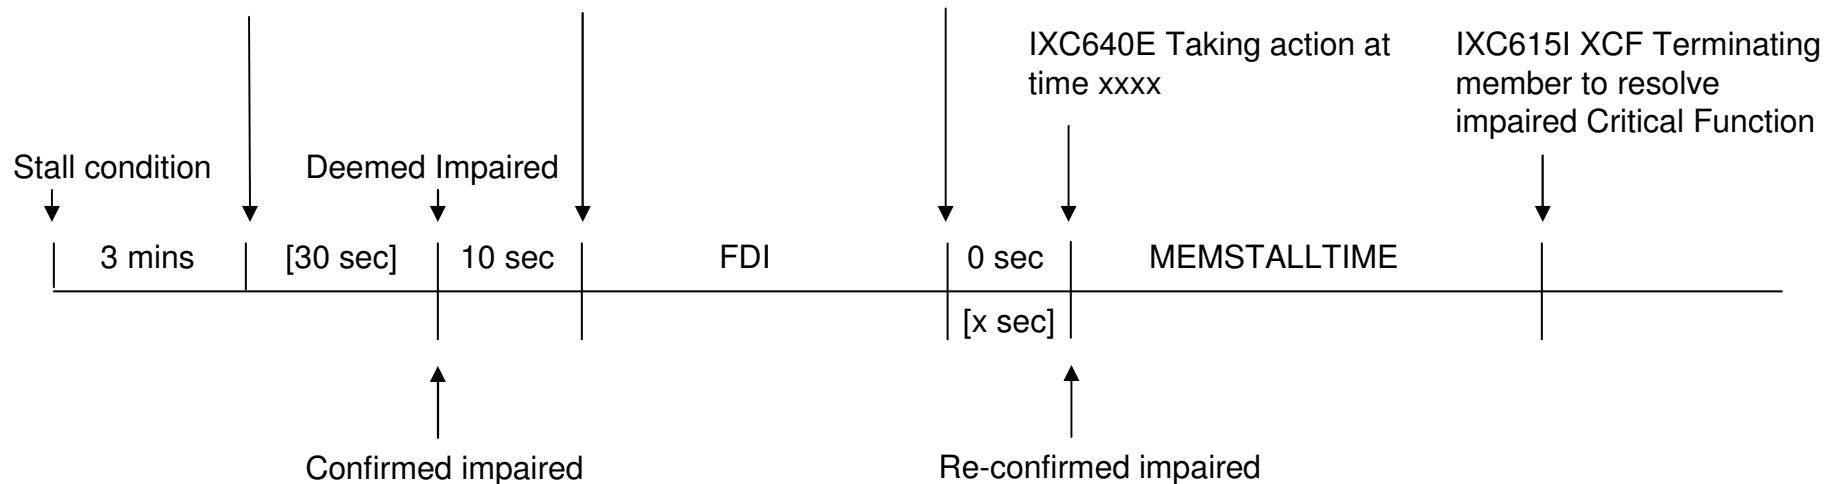 IXC640E Taking action at
time xxxx
IXC615I XCF Terminating
member to resolve
impaired Critical Function
Stall condition
Deemed Impaired
3 mins
[30 sec]
10 sec
FDI
0 sec
MEMSTALLTIME
[x sec]
Confirmed impaired
Re-confirmed impaired